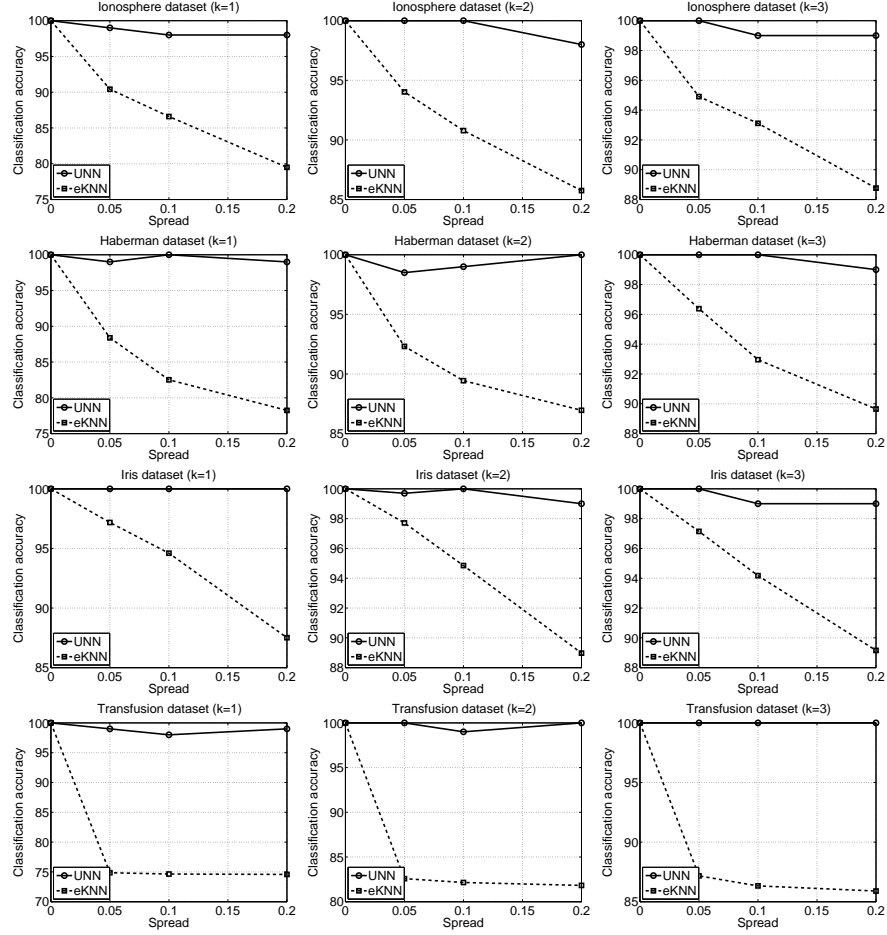 Ionosphere dataset (k=1)
100
95
90
85
80
75
Classification accuracy
UNN
eKNN
0 0.05 0.1 0.15 0.2
Spread
Ionosphere dataset (k=2)
100
95
90
85
Classification accuracy
UNN
eKNN
0 0.05 0.1 0.15 0.2
Spread
Ionosphere dataset (k=3)
100
98
96
94
92
90
88
Classification accuracy
UNN
eKNN
0 0.05 0.1 0.15 0.2
Spread
Haberman dataset (k=1)
100
95
90
85
80
75
Classification accuracy
UNN
eKNN
0 0.05 0.1 0.15 0.2
Spread
Haberman dataset (k=2)
100
95
90
85
Classification accuracy
UNN
eKNN
0 0.05 0.1 0.15 0.2
Spread
Haberman dataset (k=3)
100
98
96
94
92
90
88
Classification accuracy
UNN
eKNN
0 0.05 0.1 0.15 0.2
Spread
Iris dataset (k=1)
100
95
90
85
Classification accuracy
UNN
eKNN
0 0.05 0.1 0.15 0.2
Spread
Iris dataset (k=2)
100
98
96
94
92
90
88
Classification accuracy
UNN
eKNN
0 0.05 0.1 0.15 0.2
Spread
Iris dataset (k=3)
100
98
96
94
92
90
88
Classification accuracy
UNN
eKNN
0 0.05 0.1 0.15 0.2
Spread
Transfusion dataset (k=1)
100
95
90
85
80
75
70
Classification accuracy
UNN
eKNN
0 0.05 0.1 0.15 0.2
Spread
Transfusion dataset (k=2)
100
95
90
85
80
Classification accuracy
UNN
eKNN
0 0.05 0.1 0.15 0.2
Spread
Transfusion dataset (k=3)
100
95
90
85
Classification accuracy
UNN
eKNN
0 0.05 0.1 0.15 0.2
Spread